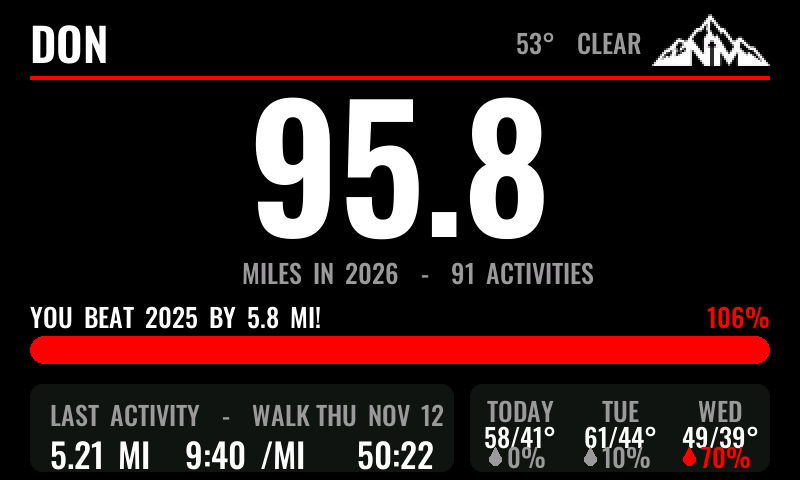 DON 53° CLEAR NM
95.8
MILES IN 2026 - 91 ACTIVITIES
YOU BEAT 2025 BY 5.8 MI! 106%
LAST ACTIVITY - WALK THU NOV 12
5.21 MI 9:40 /MI 50:22
TODAY TUE WED
58/41° 61/44° 49/39°
0% 10% 70%